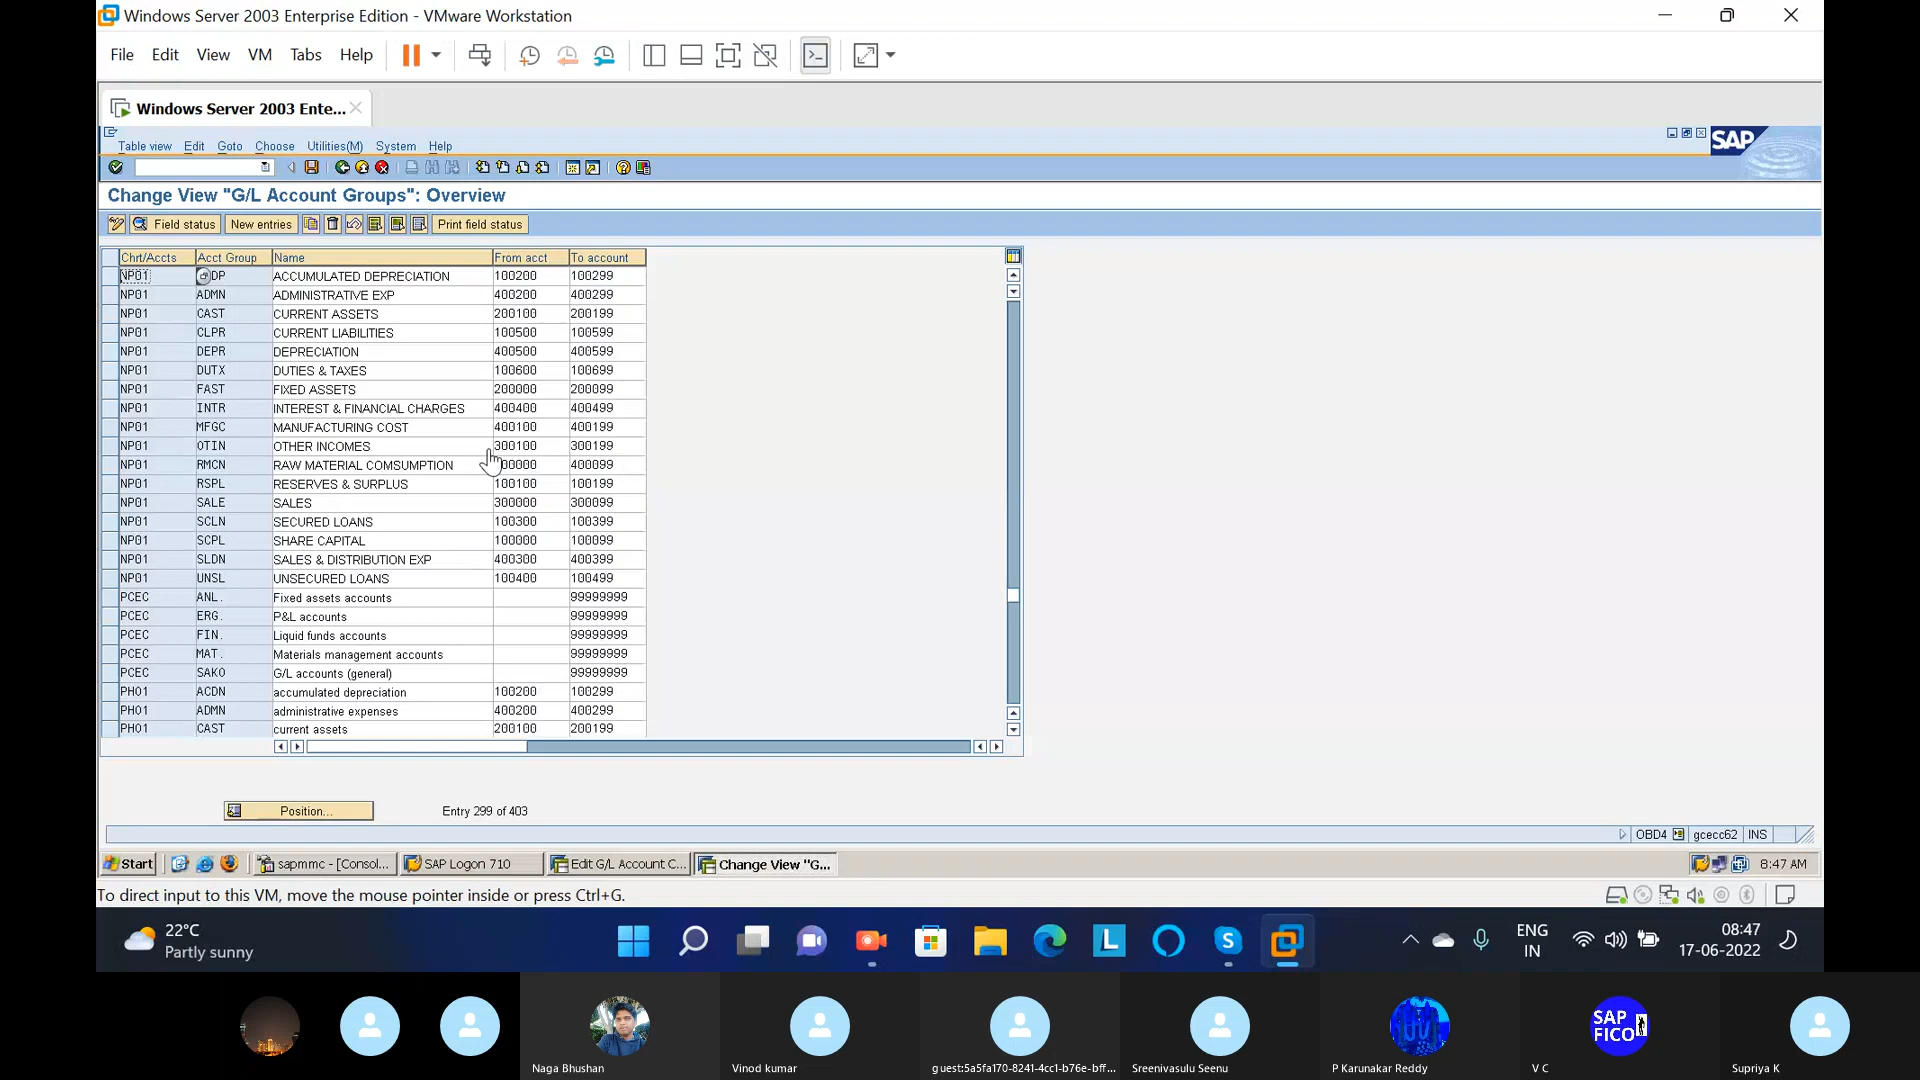 Windows Server 2003 Enterprise Edition - VMware Workstation
File Edit View VM Tabs Help
Windows Server 2003 Ente...
Table view Edit Goto Choose Utilities(M) System Help
SAP
Change View "G/L Account Groups": Overview
Field status New entries Print field status
Chrt/Accts Acct Group Name From acct To account
NP01 DP ACCUMULATED DEPRECIATION 100200 100299
NP01 ADMN ADMINISTRATIVE EXP 400200 400299
NP01 CAST CURRENT ASSETS 200100 200199
NP01 CLPR CURRENT LIABILITIES 100500 100599
NP01 DEPR DEPRECIATION 400500 400599
NP01 DUTX DUTIES & TAXES 100600 100699
NP01 FAST FIXED ASSETS 200000 200099
NP01 INTR INTEREST & FINANCIAL CHARGES 400400 400499
NP01 MFGC MANUFACTURING COST 400100 400199
NP01 OTIN OTHER INCOMES 300100 300199
NP01 RMCN RAW MATERIAL COMSUMPTION 00000 400099
NP01 RSPL RESERVES & SURPLUS 100100 100199
NP01 SALE SALES 300000 300099
NP01 SCLN SECURED LOANS 100300 100399
NP01 SCPL SHARE CAPITAL 100000 100099
NP01 SLDN SALES & DISTRIBUTION EXP 400300 400399
NP01 UNSL UNSECURED LOANS 100400 100499
PCEC ANL. Fixed assets accounts 99999999
PCEC ERG. P&L accounts 99999999
PCEC FIN. Liquid funds accounts 99999999
PCEC MAT. Materials management accounts 99999999
PCEC SAKO G/L accounts (general) 99999999
PH01 ACDN accumulated depreciation 100200 100299
PH01 ADMN administrative expenses 400200 400299
PH01 CAST current assets 200100 200199
Position... Entry 299 of 403
OBD4 gcecc62 INS
Start sapmmc - [Consol... SAP Logon 710 Edit G/L Account C... Change View "G... 8:47 AM
To direct input to this VM, move the mouse pointer inside or press Ctrl+G.
22°C
Partly sunny
L
S
ENG
IN
08:47
17-06-2022
SAP
FICO
Naga Bhushan Vinod kumar guest:5a5fa170-8241-4cc1-b76e-bff... Sreenivasulu Seenu P Karunakar Reddy V C Supriya K